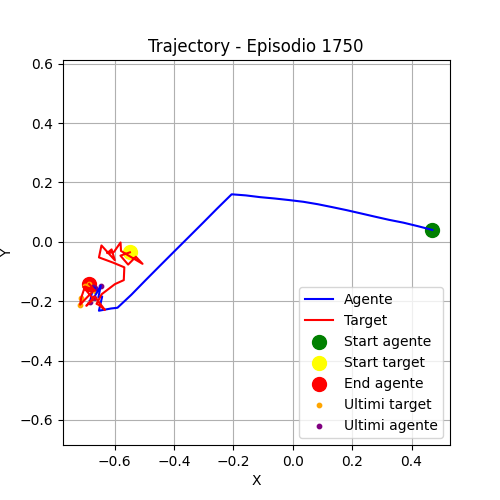 Trajectory - Episodio 1750
0.6
0.4
0.2
0.0
−0.2
−0.4
−0.6
Y
−0.6 −0.4 −0.2 0.0 0.2 0.4
X
Agente
Target
Start agente
Start target
End agente
Ultimi target
Ultimi agente